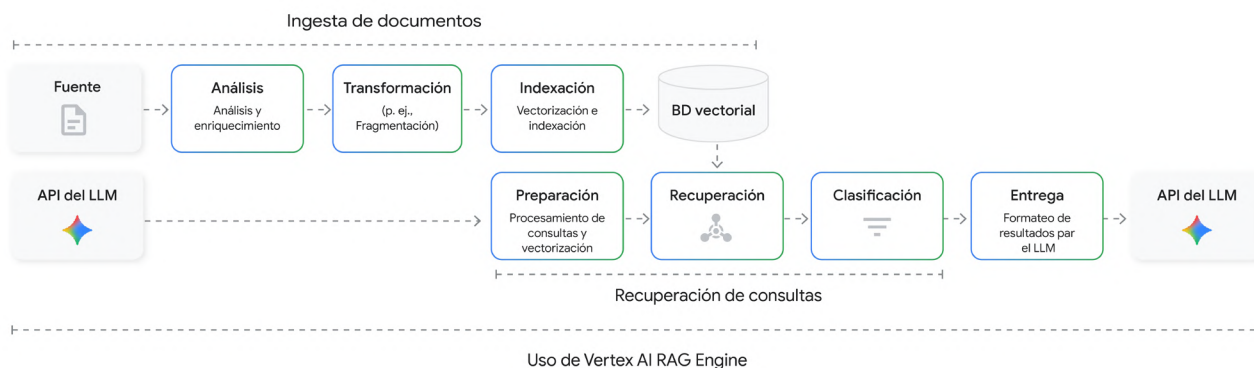 Ingesta de documentos
Fuente
Análisis
Análisis y
enriquecimiento
Transformación
(p. ej.,
Fragmentación)
Indexación
Vectorización e
indexación
BD vectorial
API del LLM
Preparación
Procesamiento de
consultas y
vectorización
Recuperación
Clasificación
Entrega
Formateo de
resultados par
el LLM
API del LLM
Recuperación de consultas
Uso de Vertex AI RAG Engine